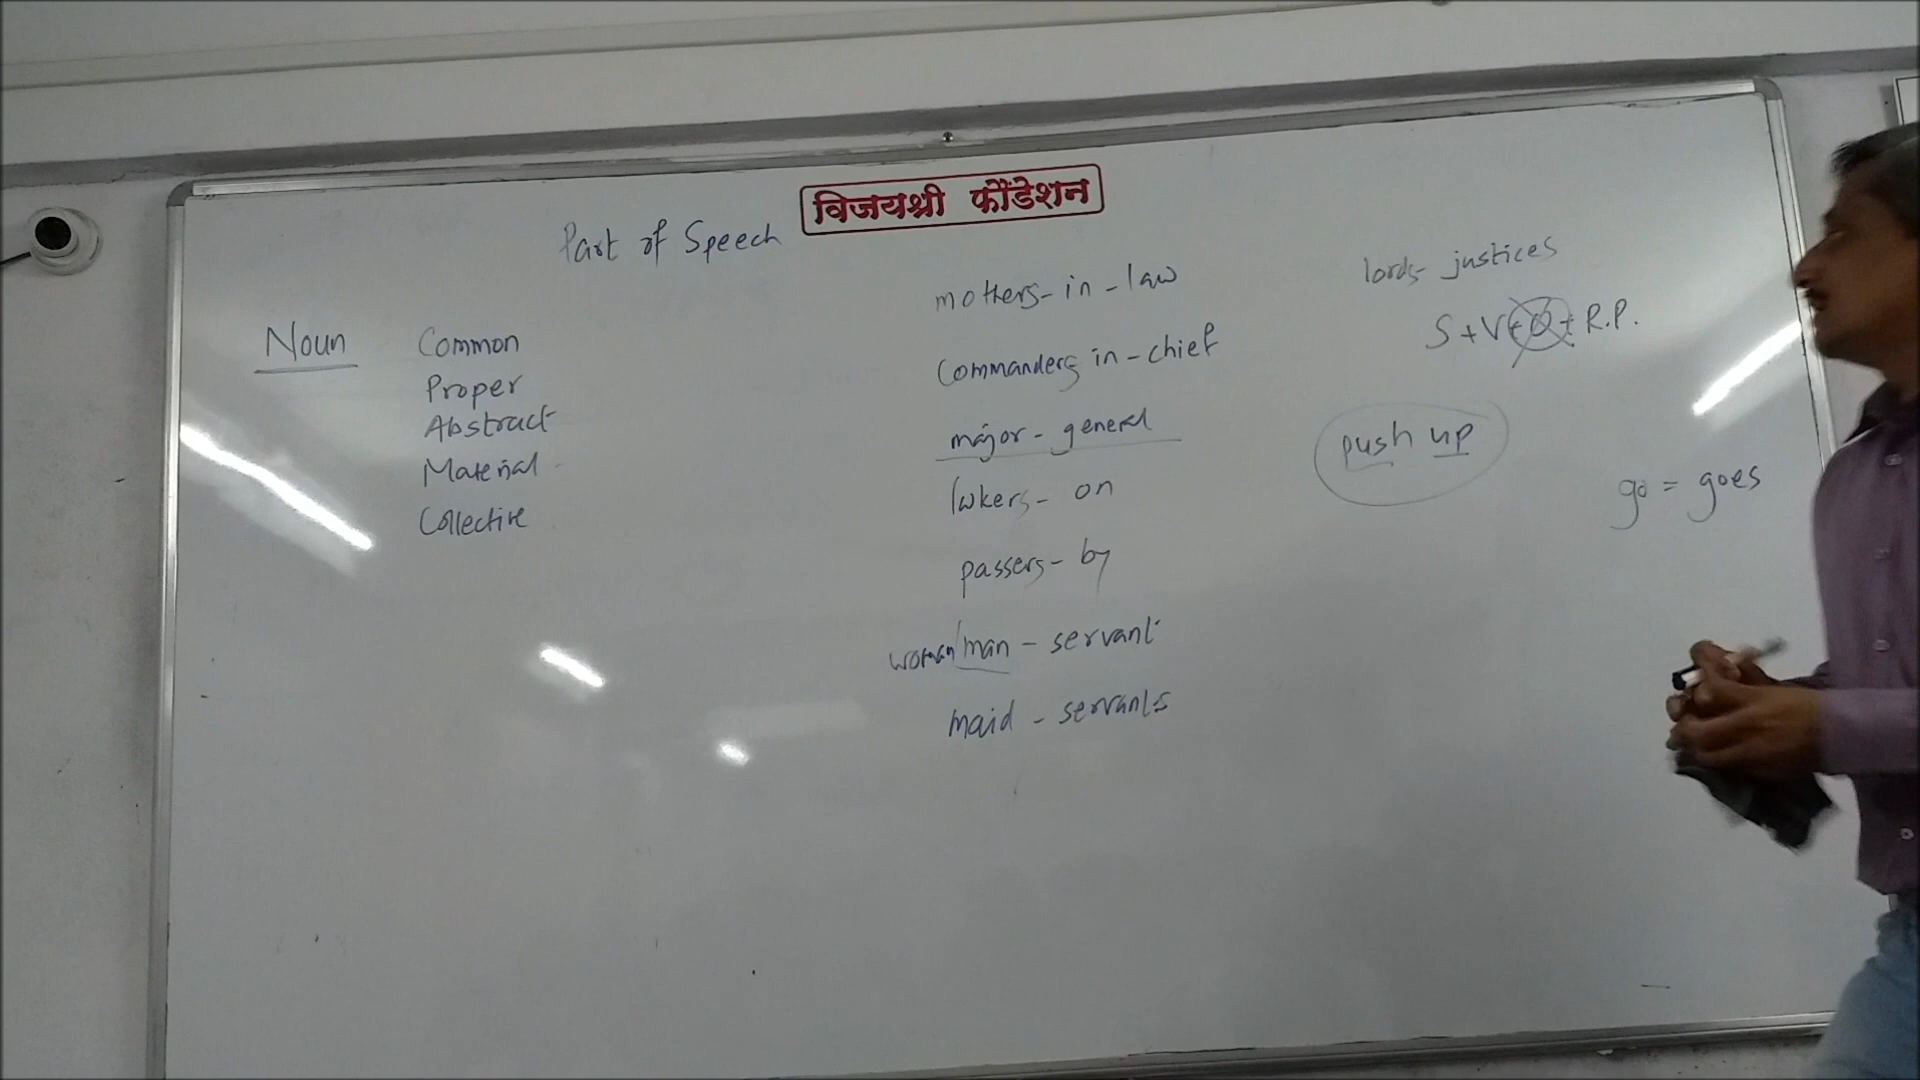 विजयश्री फौंडेशन
Part of Speech
Noun
Common
Proper
Abstract
Material
Collective
mothers-in-law
Commanders in-chief
major-general
lookers-on
passers-by
woman/man-servant
maid-servants
lords justices
S+V+O+R.P.
push up
go = goes